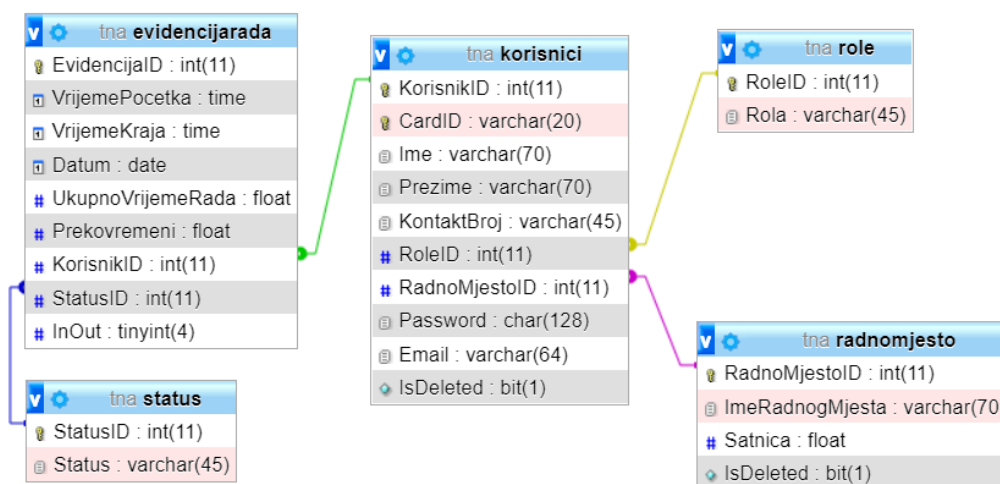 tna evidencijarada
EvidencijaID : int(11)
VrijemePocetka : time
VrijemeKraja : time
Datum : date
# UkupnoVrijemeRada : float
# Prekovremeni : float
# KorisnikID : int(11)
# StatusID : int(11)
# InOut : tinyint(4)
v tna status
StatusID : int(11)
Status : varchar(45)
v tna korisnici
KorisnikID : int(11)
CardID : varchar(20)
Ime : varchar(70)
Prezime : varchar(70)
KontaktBroj : varchar(45)
# RoleID : int(11)
# RadnoMjestoID : int(11)
Password : char(128)
Email : varchar(64)
IsDeleted : bit(1)
v tna role
RoleID : int(11)
Rola : varchar(45)
v tna radnomjesto
RadnoMjestoID : int(11)
ImeRadnogMjesta : varchar(70
# Satnica : float
IsDeleted : bit(1)